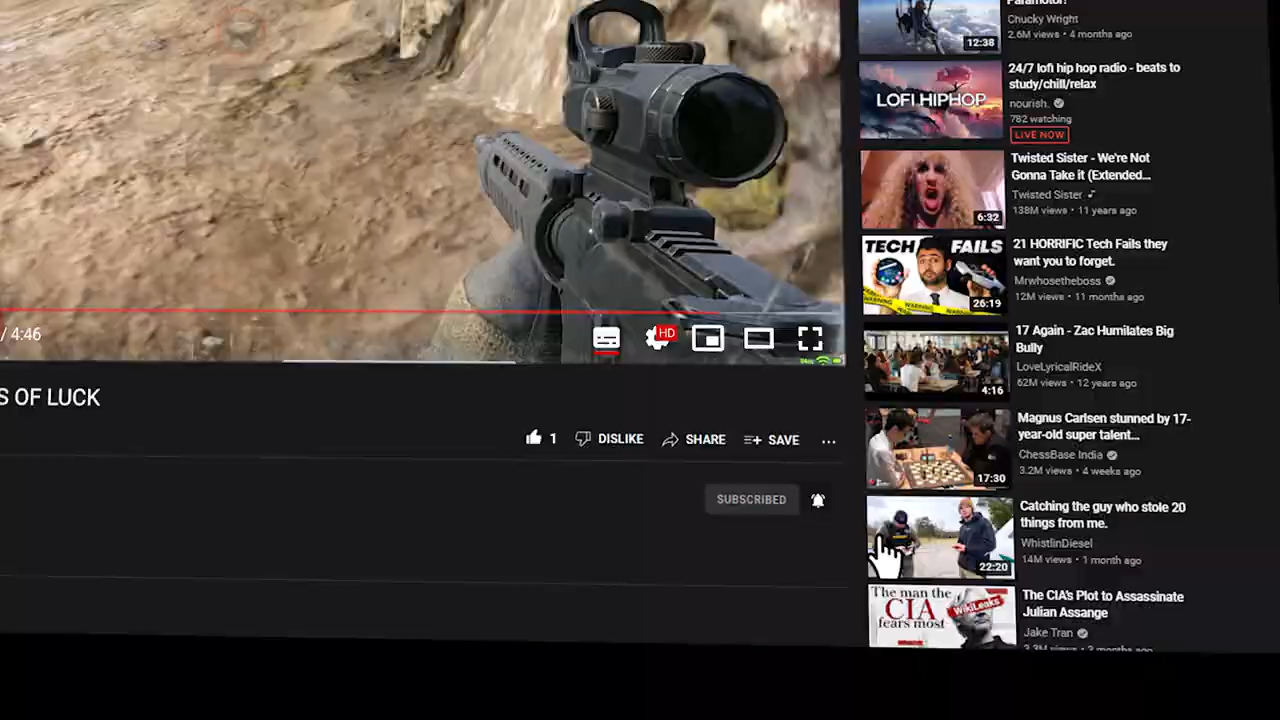 / 4:46
HD
S OF LUCK
1
DISLIKE
SHARE
SAVE
SUBSCRIBED
12:38
Chucky Wright
2.6M views • 4 months ago
LOFI HIPHOP
24/7 lofi hip hop radio - beats to
study/chill/relax
nourish.
782 watching
LIVE NOW
6:32
Twisted Sister - We're Not
Gonna Take it (Extended...
Twisted Sister
138M views • 11 years ago
TECH FAILS
WARNING
WARNING
26:19
21 HORRIFIC Tech Fails they
want you to forget.
Mrwhosetheboss
12M views • 11 months ago
4:16
17 Again - Zac Humilates Big
Bully
LoveLyricalRideX
62M views • 12 years ago
17:30
Magnus Carlsen stunned by 17-
year-old super talent...
ChessBase India
3.2M views • 4 weeks ago
22:20
Catching the guy who stole 20
things from me.
WhistlinDiesel
14M views • 1 month ago
The man the
CIA
fears most
WikiLeaks
The CIA's Plot to Assassinate
Julian Assange
Jake Tran